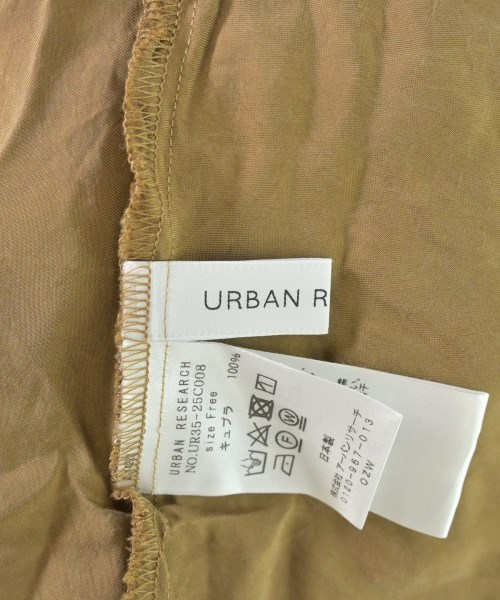 URBAN R
URBAN RESEARCH
NO.UR35-25C008
size Free
キュプラ 100%
日本製
株式会社 アーバンリサーチ
0120-967-013
OZW